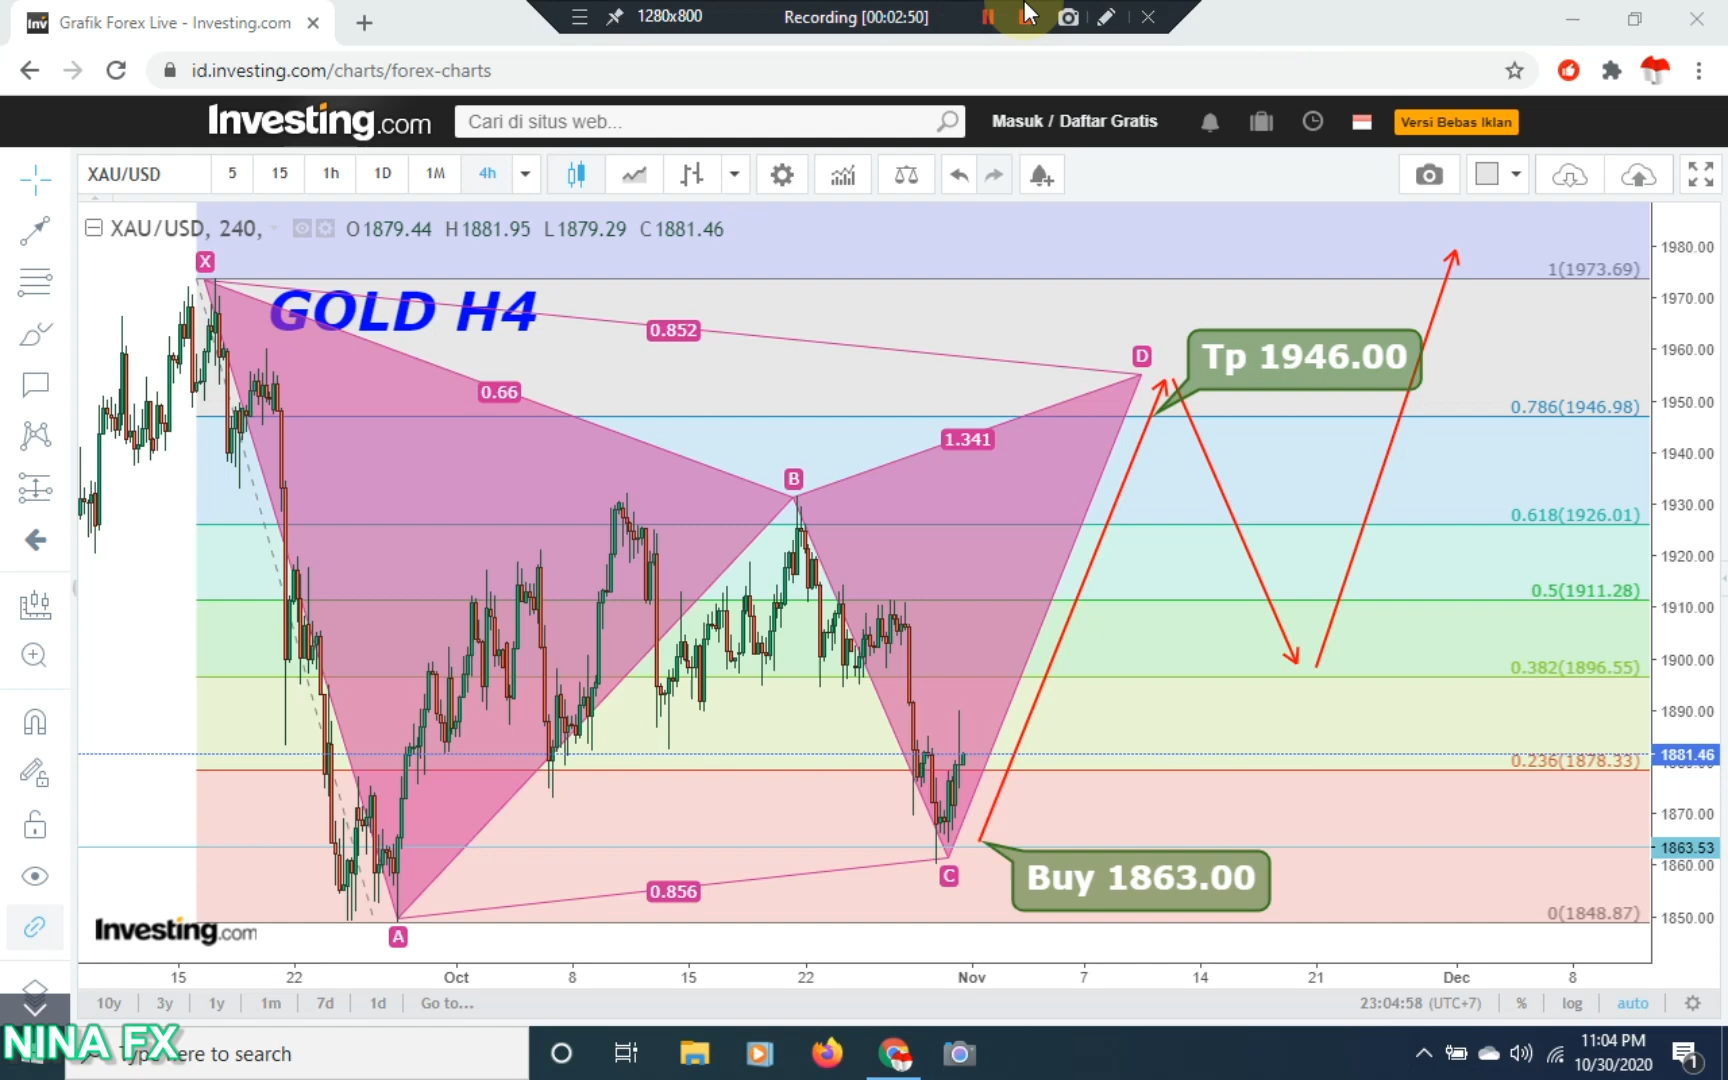 Grafik Forex Live - Investing.com
1280x800
Recording [00:02:50]
id.investing.com/charts/forex-charts
Investing.com
Cari di situs web...
Masuk / Daftar Gratis
Versi Bebas Iklan
XAU/USD
5
15
1h
1D
1M
4h
XAU/USD, 240,
O1879.44 H1881.95 L1879.29 C1881.46
X
GOLD H4
0.852
0.66
D
Tp 1946.00
1.341
B
Buy 1863.00
C
0.856
A
1(1973.69)
0.786(1946.98)
0.618(1926.01)
0.5(1911.28)
0.382(1896.55)
0.236(1878.33)
0(1848.87)
1980.00
1970.00
1960.00
1950.00
1940.00
1930.00
1920.00
1910.00
1900.00
1890.00
1881.46
1870.00
1863.53
1860.00
1850.00
Investing.com
15
22
Oct
8
15
22
Nov
7
14
21
Dec
8
10y
3y
1y
1m
7d
1d
Go to...
23:04:58 (UTC+7)
%
log
auto
NINA FX
Type here to search
11:04 PM
10/30/2020
1